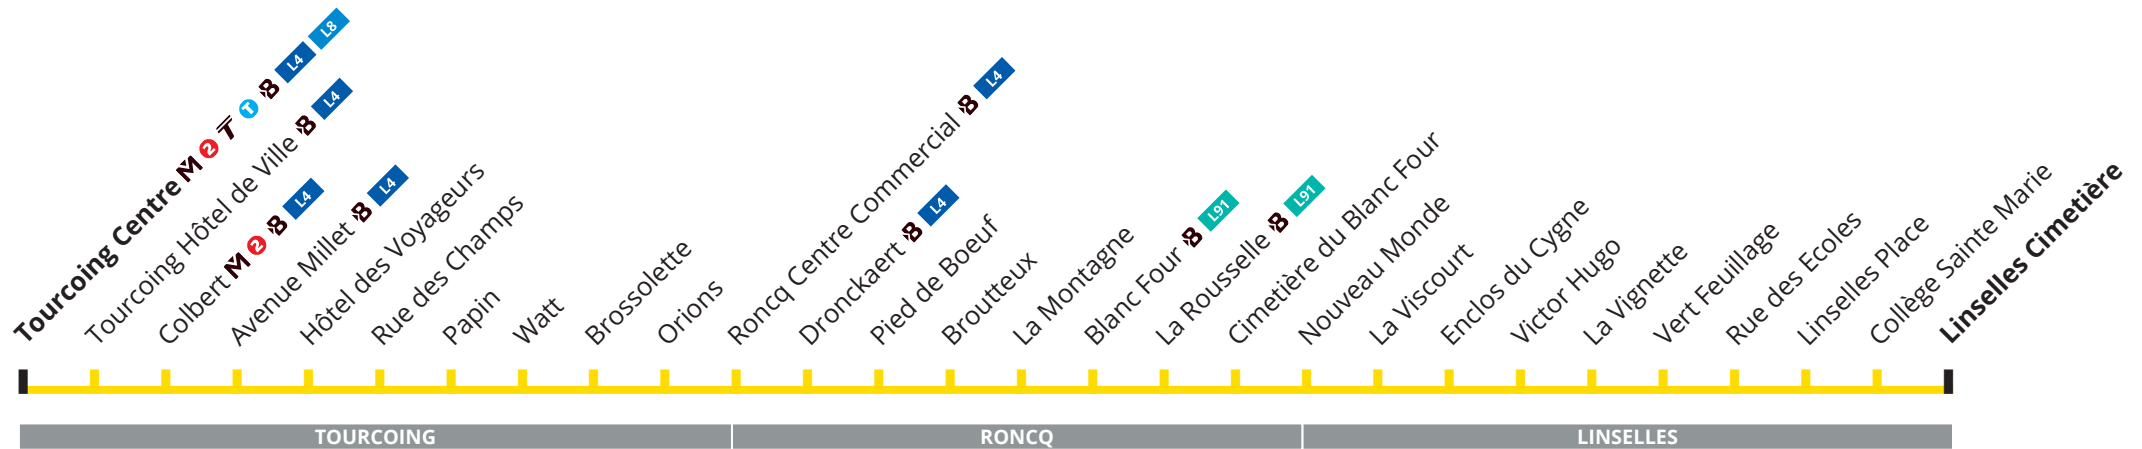 Tourcoing Centre M 2 T T B L4 L8
Tourcoing Hôtel de Ville B L4
Colbert M 2 B L4
Avenue Millet B L4
Hôtel des Voyageurs
Rue des Champs
Papin
Watt
Brossolette
Orions
Roncq Centre Commercial B L4
Dronckaert B L4
Pied de Boeuf
Broutteux
La Montagne
Blanc Four B L91
La Rousselle B L91
Cimetière du Blanc Four
Nouveau Monde
La Viscourt
Enclos du Cygne
Victor Hugo
La Vignette
Vert Feuillage
Rue des Ecoles
Linselles Place
Collège Sainte Marie
Linselles Cimetière
TOURCOING
RONCQ
LINSELLES